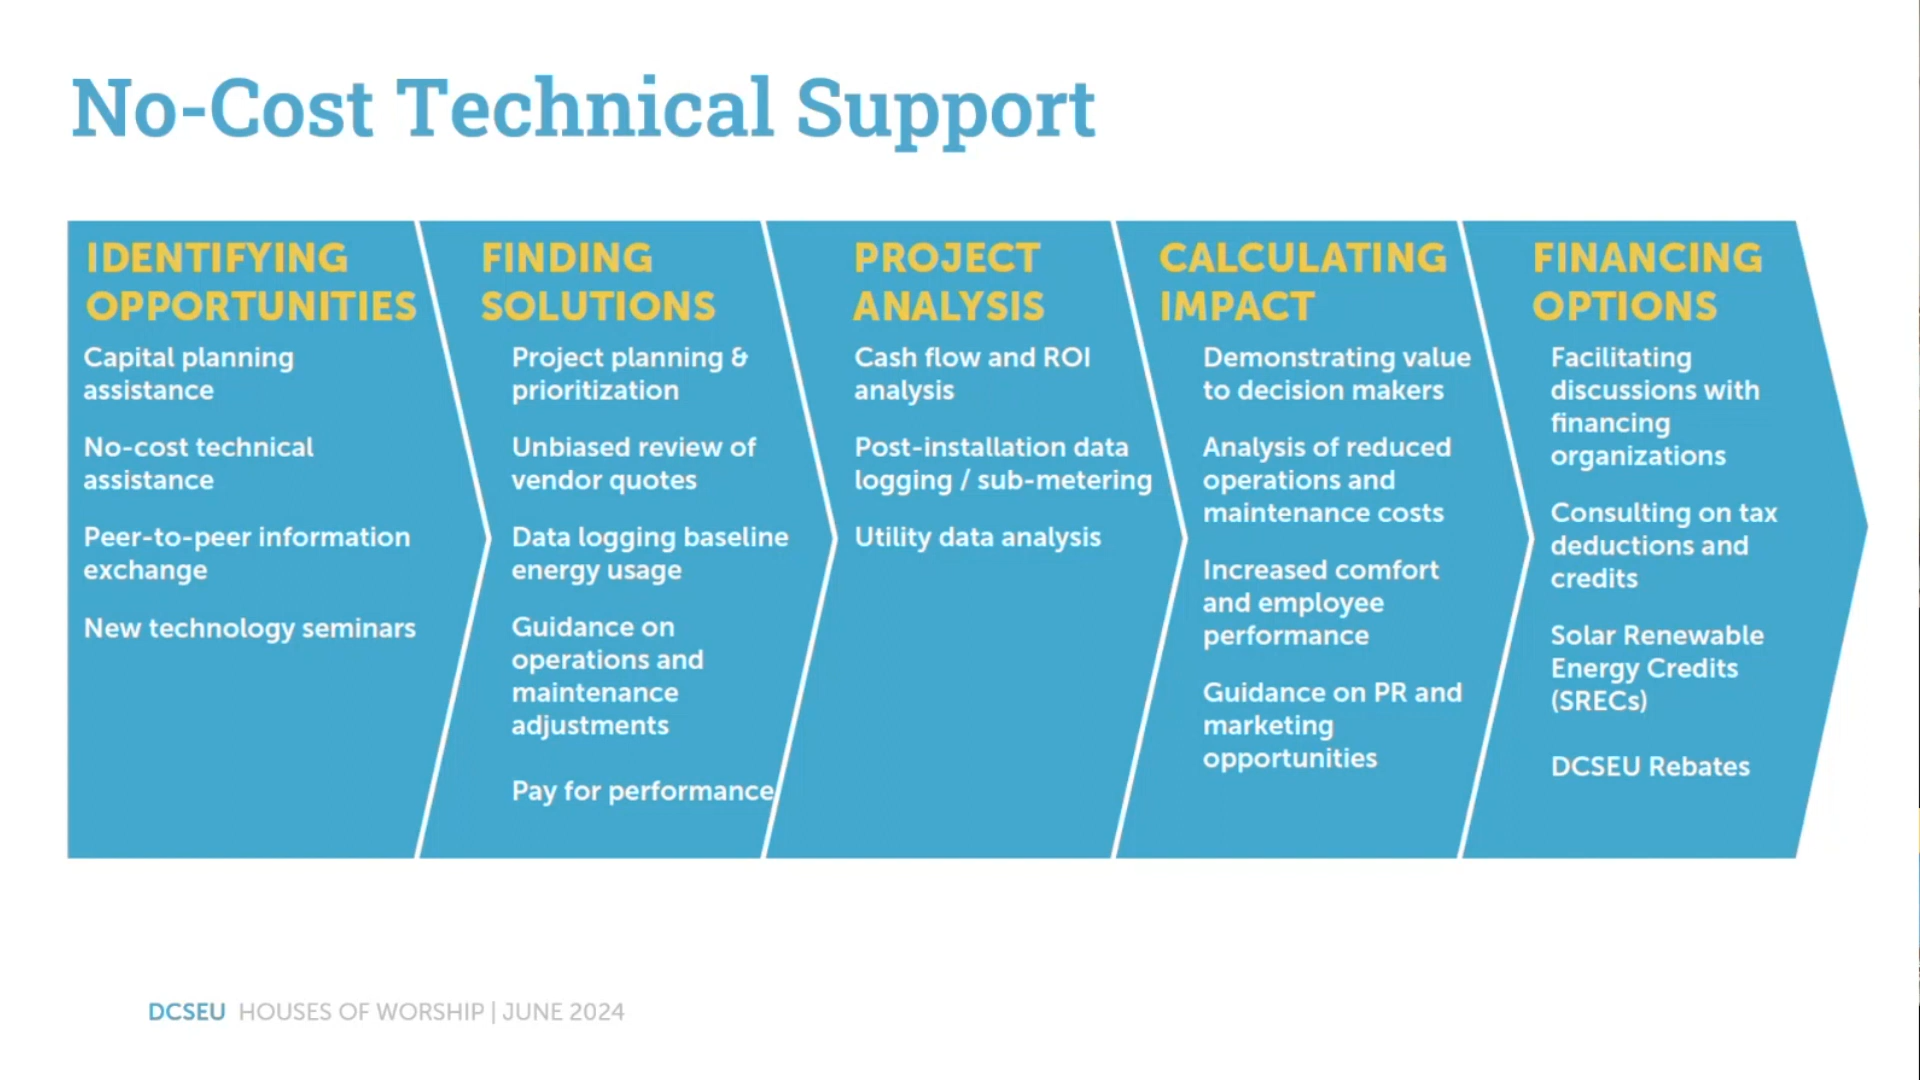 No-Cost Technical Support
IDENTIFYING
OPPORTUNITIES
Capital planning
assistance
No-cost technical
assistance
Peer-to-peer information
exchange
New technology seminars
FINDING
SOLUTIONS
Project planning &
prioritization
Unbiased review of
vendor quotes
Data logging baseline
energy usage
Guidance on
operations and
maintenance
adjustments
Pay for performance
PROJECT
ANALYSIS
Cash flow and ROI
analysis
Post-installation data
logging / sub-metering
Utility data analysis
CALCULATING
IMPACT
Demonstrating value
to decision makers
Analysis of reduced
operations and
maintenance costs
Increased comfort
and employee
performance
Guidance on PR and
marketing
opportunities
FINANCING
OPTIONS
Facilitating
discussions with
financing
organizations
Consulting on tax
deductions and
credits
Solar Renewable
Energy Credits
(SRECs)
DCSEU Rebates
DCSEU HOUSES OF WORSHIP | JUNE 2024